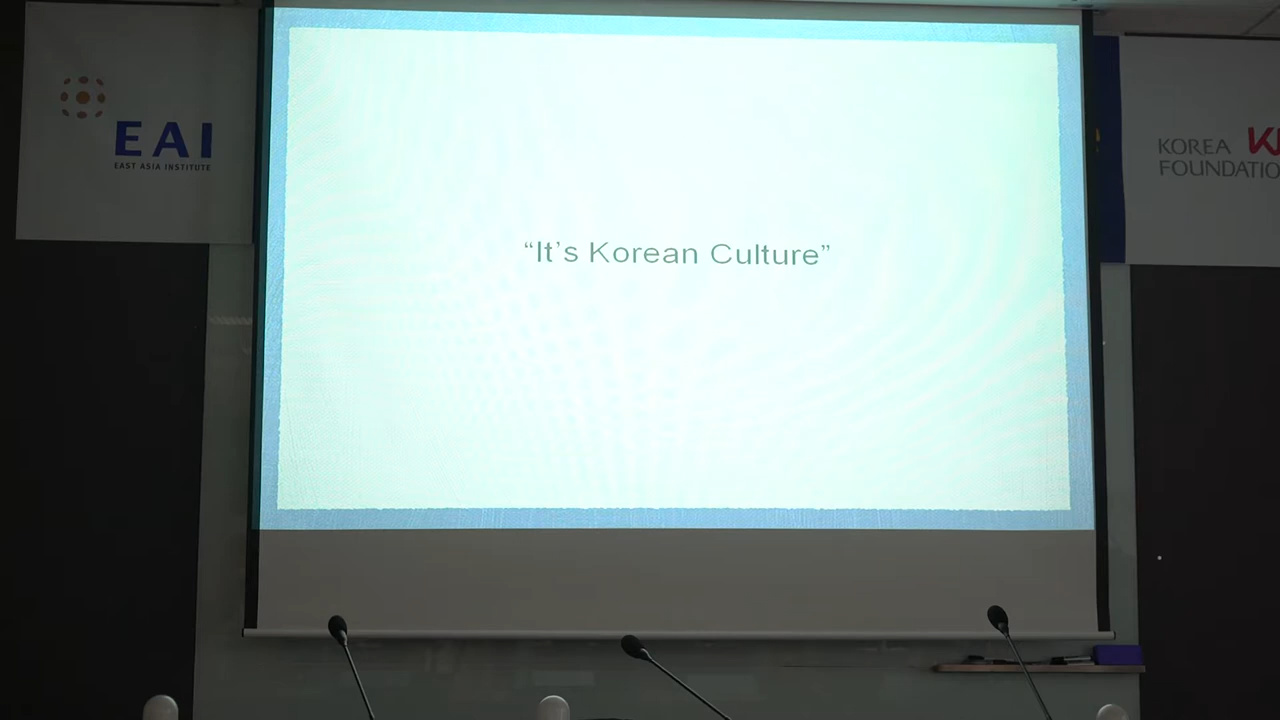 EAI
EAST ASIA INSTITUTE
“It’s Korean Culture”
KOREA
FOUNDATIO